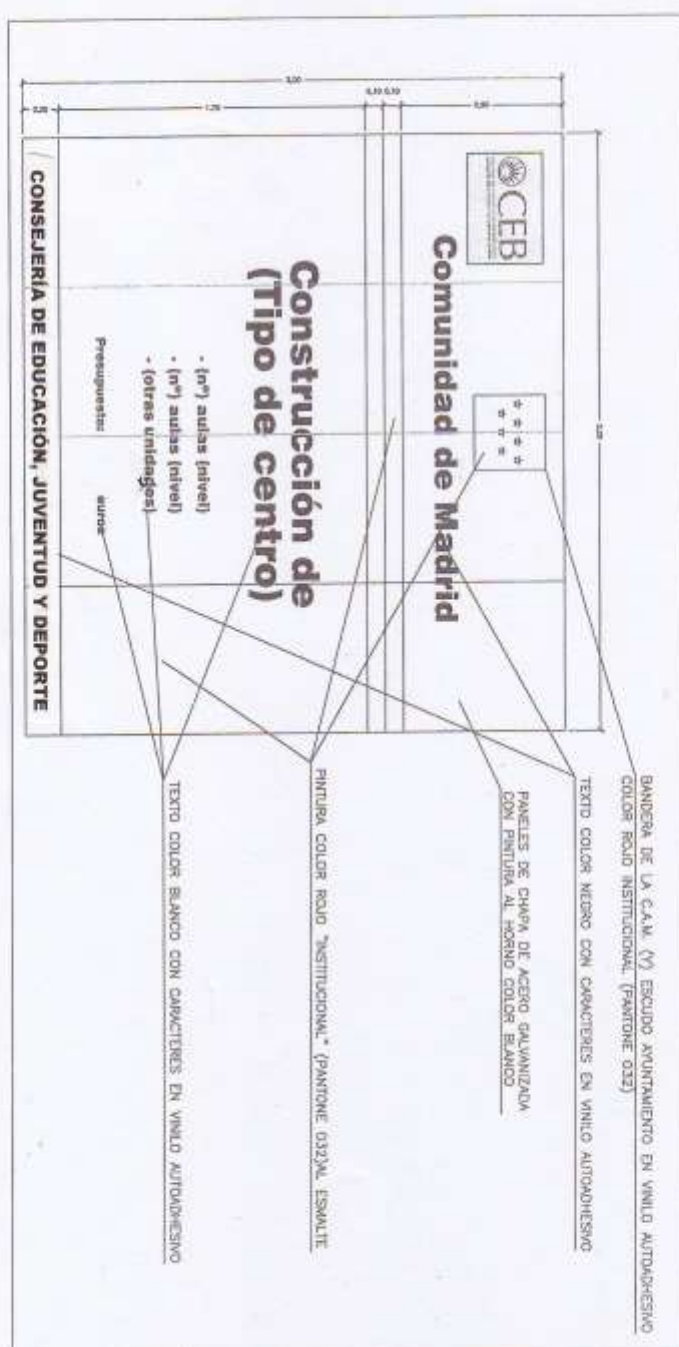 CEB
Comunidad de Madrid
Construcción de
(Tipo de centro)
- (nº) aulas (nivel)
- (nº) aulas (nivel)
- (otras unidades)
Presupuesto: euros
CONSEJERÍA DE EDUCACIÓN, JUVENTUD Y DEPORTE
BANDERA DE LA C.A.M. (Y) ESCUDO AYUNTAMIENTO EN VINILO AUTOADHESIVO
COLOR ROJO INSTITUCIONAL (PANTONE 032)
TEXTO COLOR NEGRO CON CARACTERES EN VINILO AUTOADHESIVO
PANELES DE CHAPA DE ACERO GALVANIZADA
CON PINTURA AL HORNO COLOR BLANCO
PINTURA COLOR ROJO "INSTITUCIONAL" (PANTONE 032)AL ESMALTE
TEXTO COLOR BLANCO CON CARACTERES EN VINILO AUTOADHESIVO